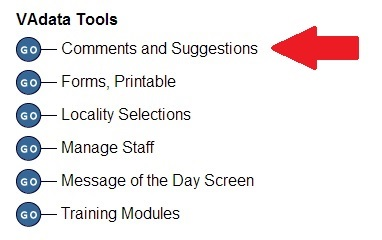 VAdata Tools
GO Comments and Suggestions
GO Forms, Printable
GO Locality Selections
GO Manage Staff
GO Message of the Day Screen
GO Training Modules